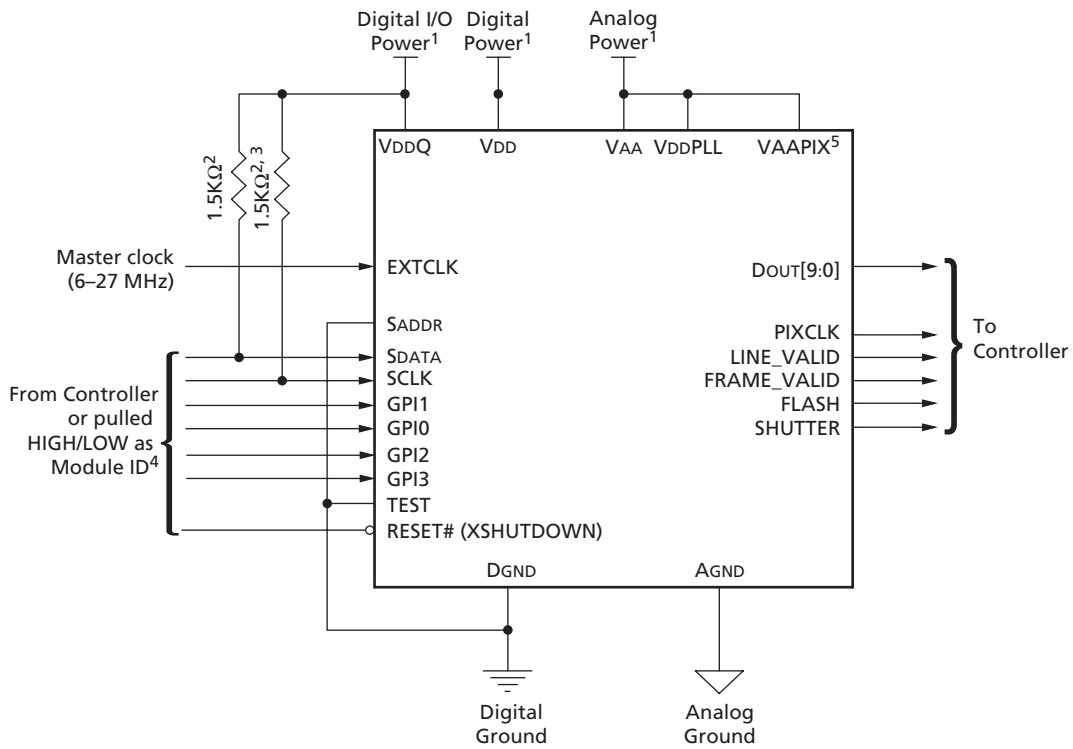 Digital I/O
Power1
Digital
Power1
Analog
Power1
VDDQ
VDD
VAA
VDDPLL
VAAPIX5
1.5KΩ2
1.5KΩ2, 3
Master clock
(6–27 MHz)
EXTCLK
SADDR
SDATA
SCLK
GPI1
GPI0
GPI2
GPI3
TEST
RESET# (XSHUTDOWN)
From Controller
or pulled
HIGH/LOW as
Module ID4
DOUT[9:0]
PIXCLK
LINE_VALID
FRAME_VALID
FLASH
SHUTTER
To
Controller
DGND
AGND
Digital
Ground
Analog
Ground